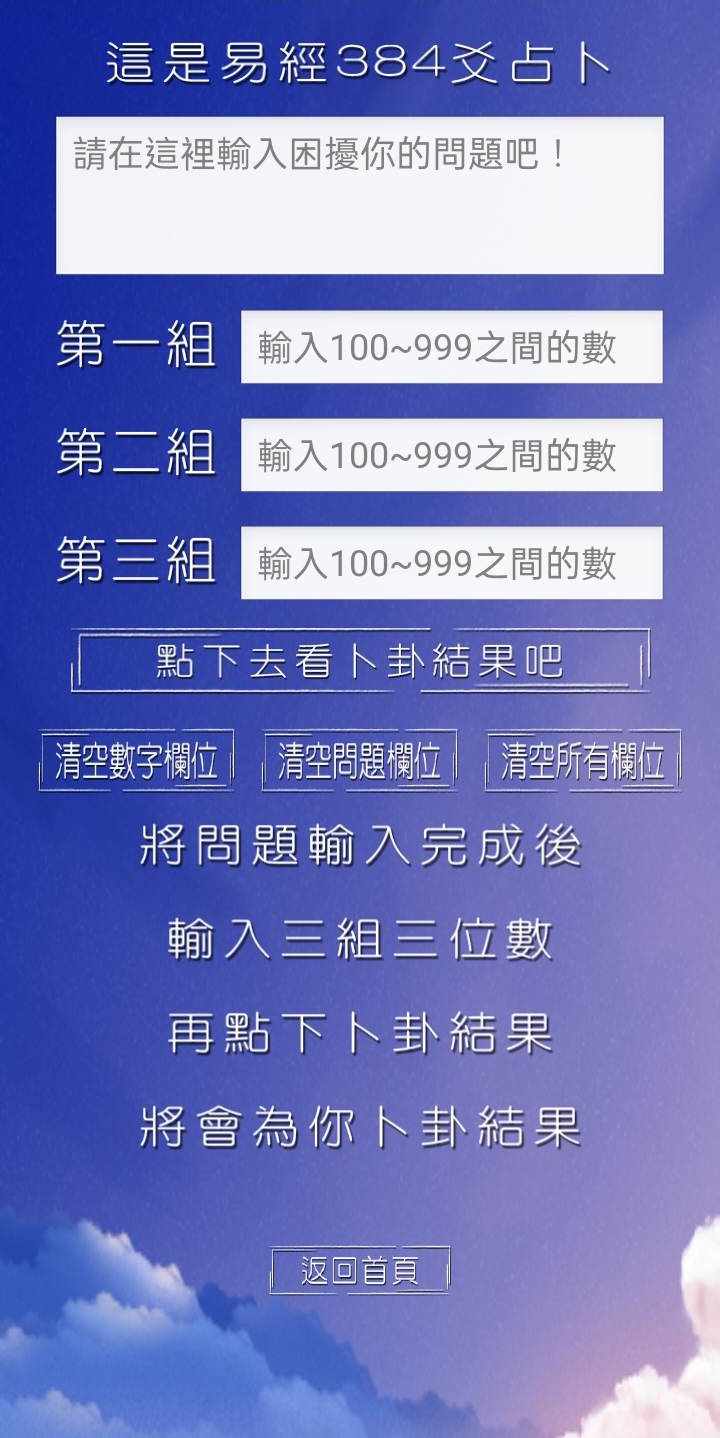 這是易經384爻占卜
請在這裡輸入困擾你的問題吧！
第一組 輸入100~999之間的數
第二組 輸入100~999之間的數
第三組 輸入100~999之間的數
點下去看卜卦結果吧
清空數字欄位 清空問題欄位 清空所有欄位
將問題輸入完成後
輸入三組三位數
再點下卜卦結果
將會為你卜卦結果
返回首頁